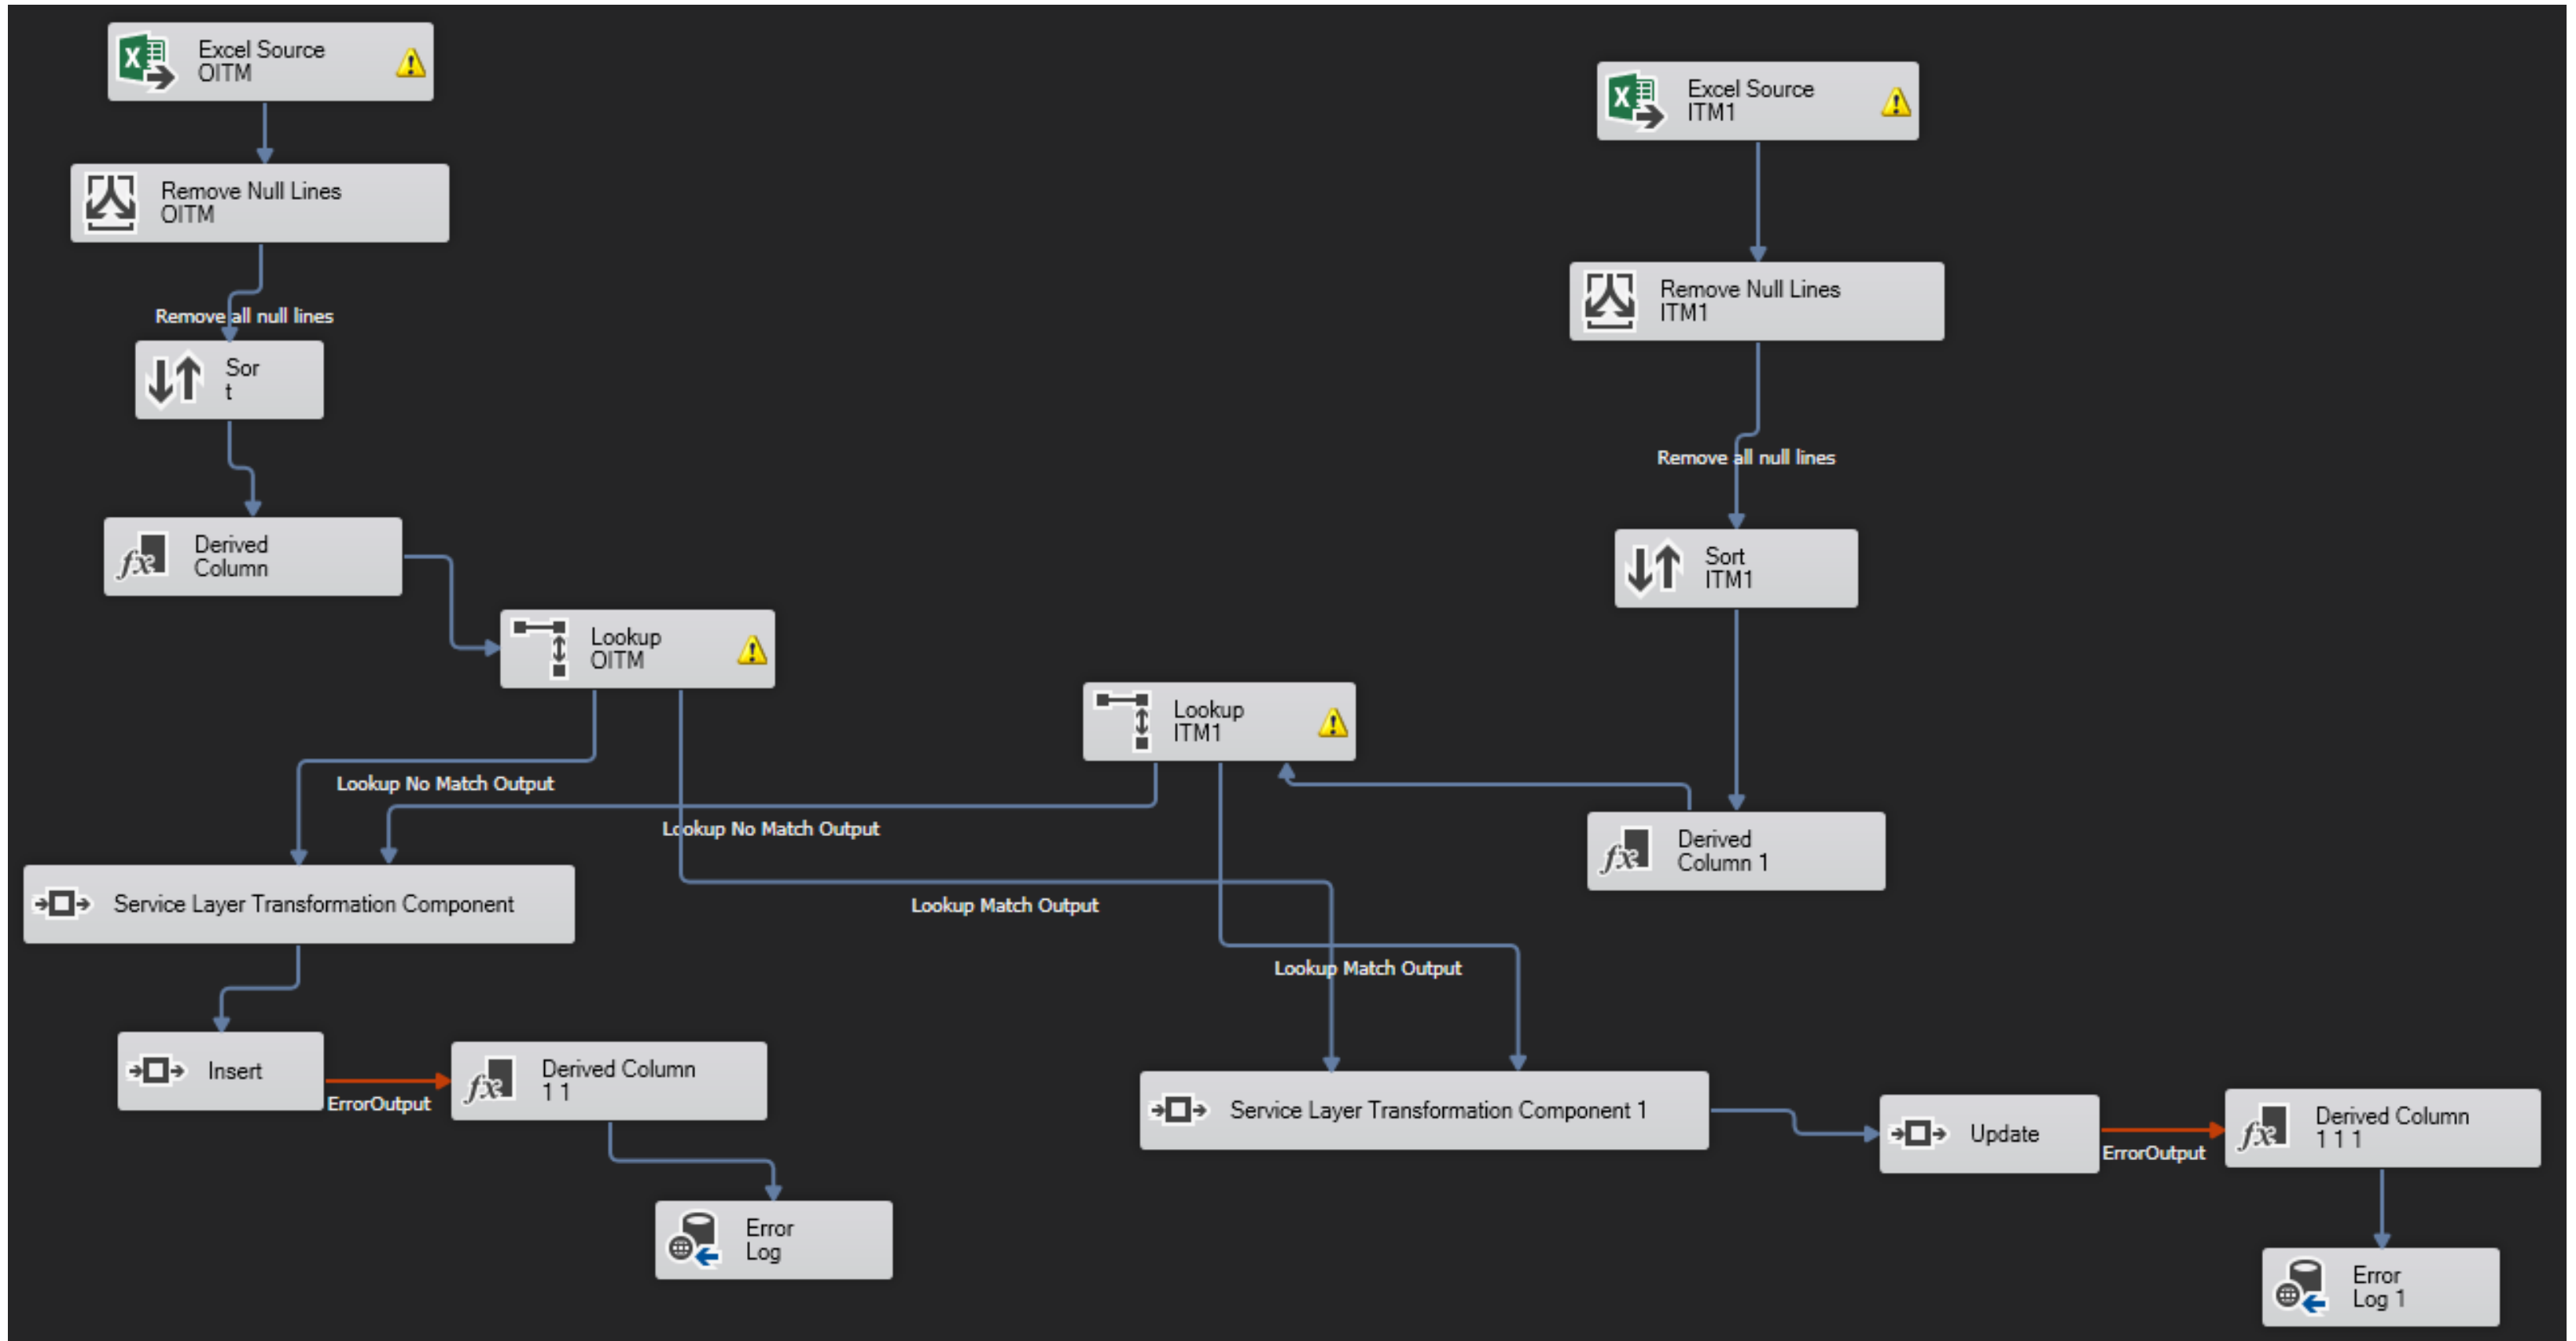 Excel Source
OITM
Excel Source
ITM1
Remove Null Lines
OITM
Remove Null Lines
ITM1
Remove all null lines
Sor
t
Remove all null lines
Derived
Column
Sort
ITM1
Lookup
OITM
Lookup
ITM1
Lookup No Match Output
Lookup No Match Output
Derived
Column 1
Service Layer Transformation Component
Lookup Match Output
Lookup Match Output
Insert
ErrorOutput
Derived Column
1 1
Service Layer Transformation Component 1
Update
ErrorOutput
Derived Column
1 1 1
Error
Log
Error
Log 1